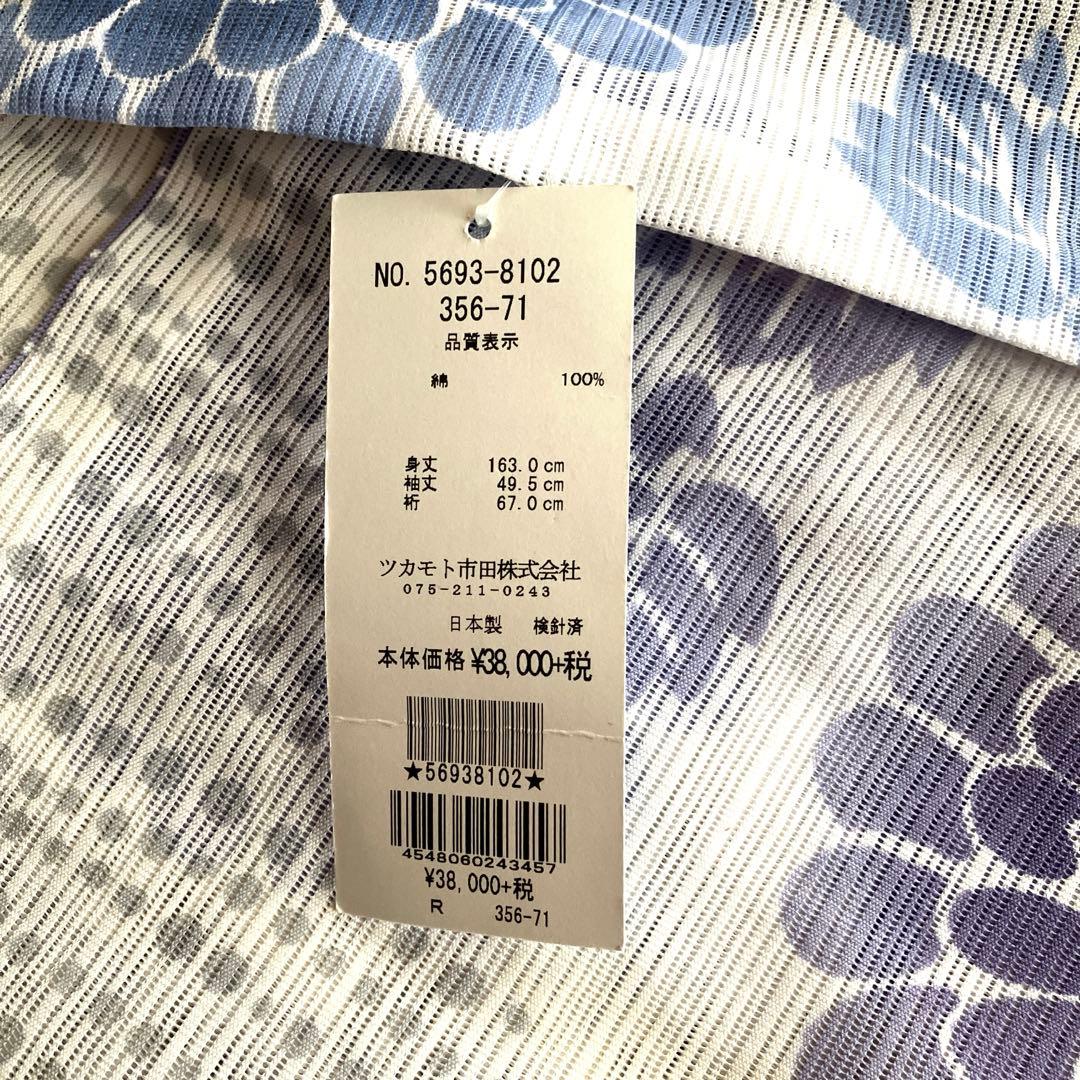 NO. 5693-8102
356-71
品質表示
綿 100%
身丈 163.0cm
袖丈 49.5cm
裄 67.0cm
ツカモト市田株式会社
075-211-0243
日本製 検針済
本体価格 ¥38,000+税
★56938102★
4548060243457
¥38,000+税
R 356-71